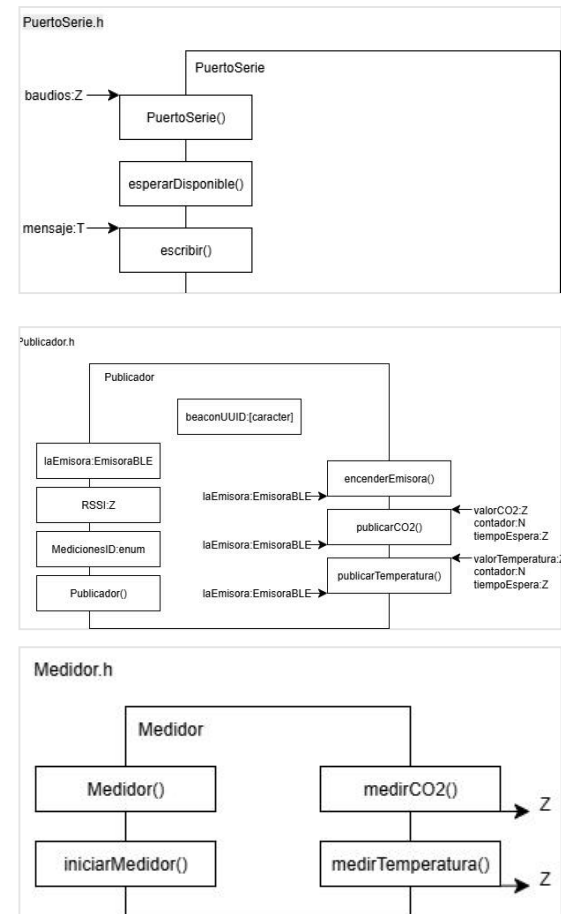 PuertoSerie.h
PuertoSerie
baudios:Z
PuertoSerie()
esperarDisponible()
mensaje:T
escribir()
Publicador.h
Publicador
beaconUUID:[caracter]
laEmisora:EmisoraBLE
RSSI:Z
MedicionesID:enum
Publicador()
encenderEmisora()
laEmisora:EmisoraBLE
publicarCO2()
valorCO2:Z
contador:N
tiempoEspera:Z
laEmisora:EmisoraBLE
publicarTemperatura()
valorTemperatura:Z
contador:N
tiempoEspera:Z
laEmisora:EmisoraBLE
Medidor.h
Medidor
Medidor()
medirCO2()
Z
iniciarMedidor()
medirTemperatura()
Z